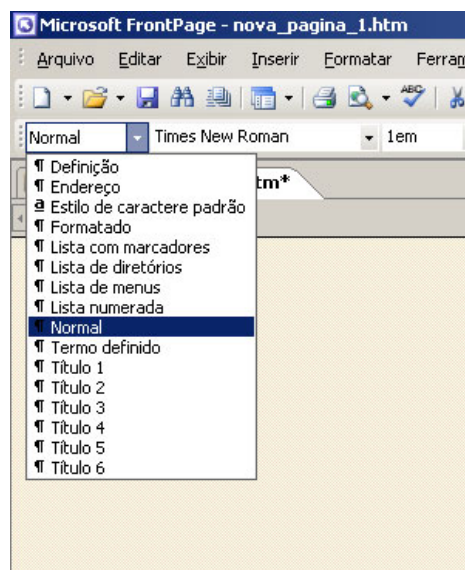 Microsoft FrontPage - nova_pagina_1.htm
Arquivo Editar Exibir Inserir Formatar
ABC
Normal Times New Roman 1em
tm*
¶ Definição
¶ Endereço
a Estilo de caractere padrão
¶ Formatado
¶ Lista com marcadores
¶ Lista de diretórios
¶ Lista de menus
¶ Lista numerada
¶ Normal
¶ Termo definido
¶ Título 1
¶ Título 2
¶ Título 3
¶ Título 4
¶ Título 5
¶ Título 6